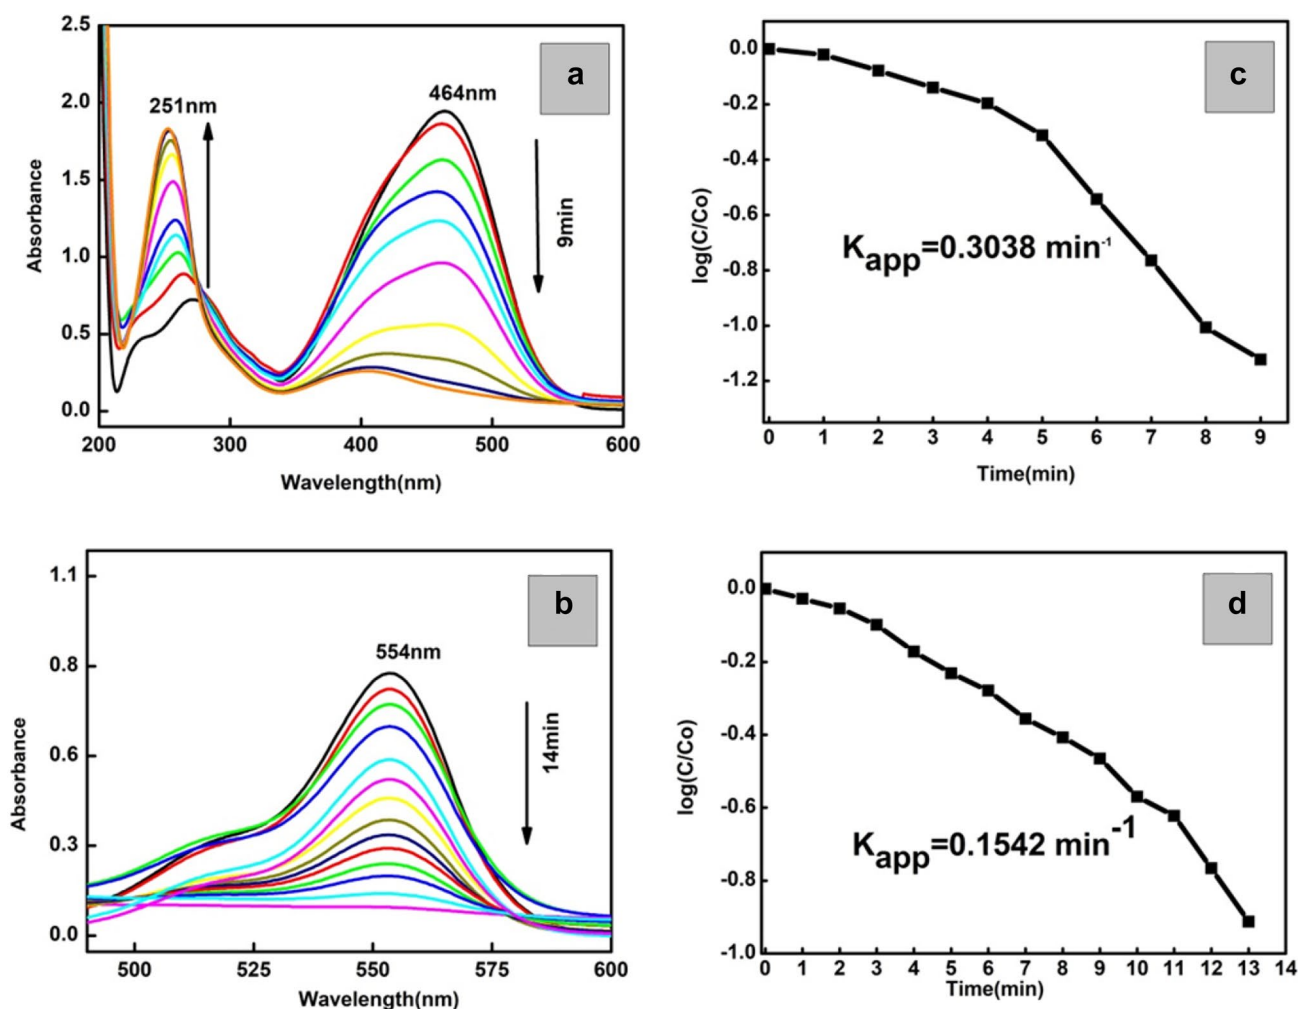 a
2.5
2.0
1.5
1.0
0.5
0.0
Absorbance
251nm
464nm
9min
200 300 400 500 600
Wavelength(nm)
c
0.0
-0.2
-0.4
-0.6
-0.8
-1.0
-1.2
log(C/Co)
Kapp=0.3038 min-1
0 1 2 3 4 5 6 7 8 9
Time(min)
b
1.1
0.8
0.6
0.3
0.0
Absorbance
554nm
14min
500 525 550 575 600
Wavelength(nm)
d
0.0
-0.2
-0.4
-0.6
-0.8
-1.0
log(C/Co)
Kapp=0.1542 min-1
0 1 2 3 4 5 6 7 8 9 10 11 12 13 14
Time(min)